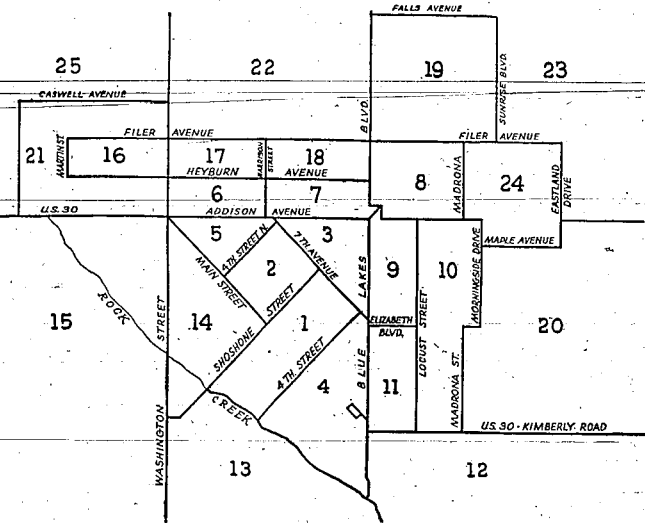 FALLS AVENUE
25
22
19
23
SUNRISE BLVD.
CASWELL AVENUE
BLVD.
FILER AVENUE
FILER AVENUE
21
MARTIN ST.
16
17
HARRISON STREET
18
HEYBURN AVENUE
8
MADRONA
24
EASTLAND DRIVE
6
7
U.S. 30
ADDISON AVENUE
5
4TH STREET N.
7TH AVENUE
3
MAPLE AVENUE
2
MAIN STREET
LAKES
9
10
MORNINGSIDE DRIVE
ROCK
15
STREET
14
SHOSHONE STREET
1
ELIZABETH BLVD.
LOCUST STREET
20
4TH STREET
4
BLUE
11
MADRONA ST.
CREEK
U.S. 30 - KIMBERLY ROAD
WASHINGTON
13
12